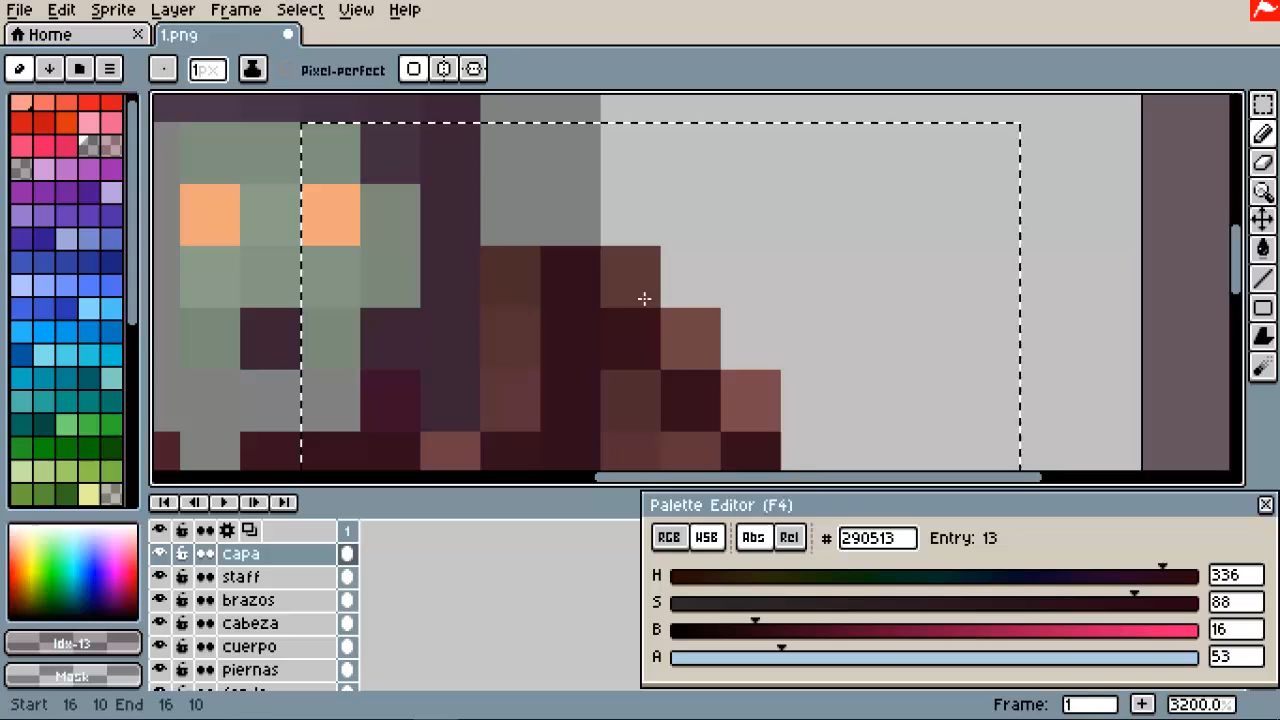 File Edit Sprite Layer Frame Select View Help
Home 1.png
1px Pixel-perfect
Palette Editor (F4)
RGB HSB Abs Rel # 290513 Entry: 13
H 336
S 88
B 16
A 53
1
capa
staff
brazos
cabeza
cuerpo
piernas
Idx-13
Mask
Start 16 10 End 16 10
Frame: 1 + 3200.0%